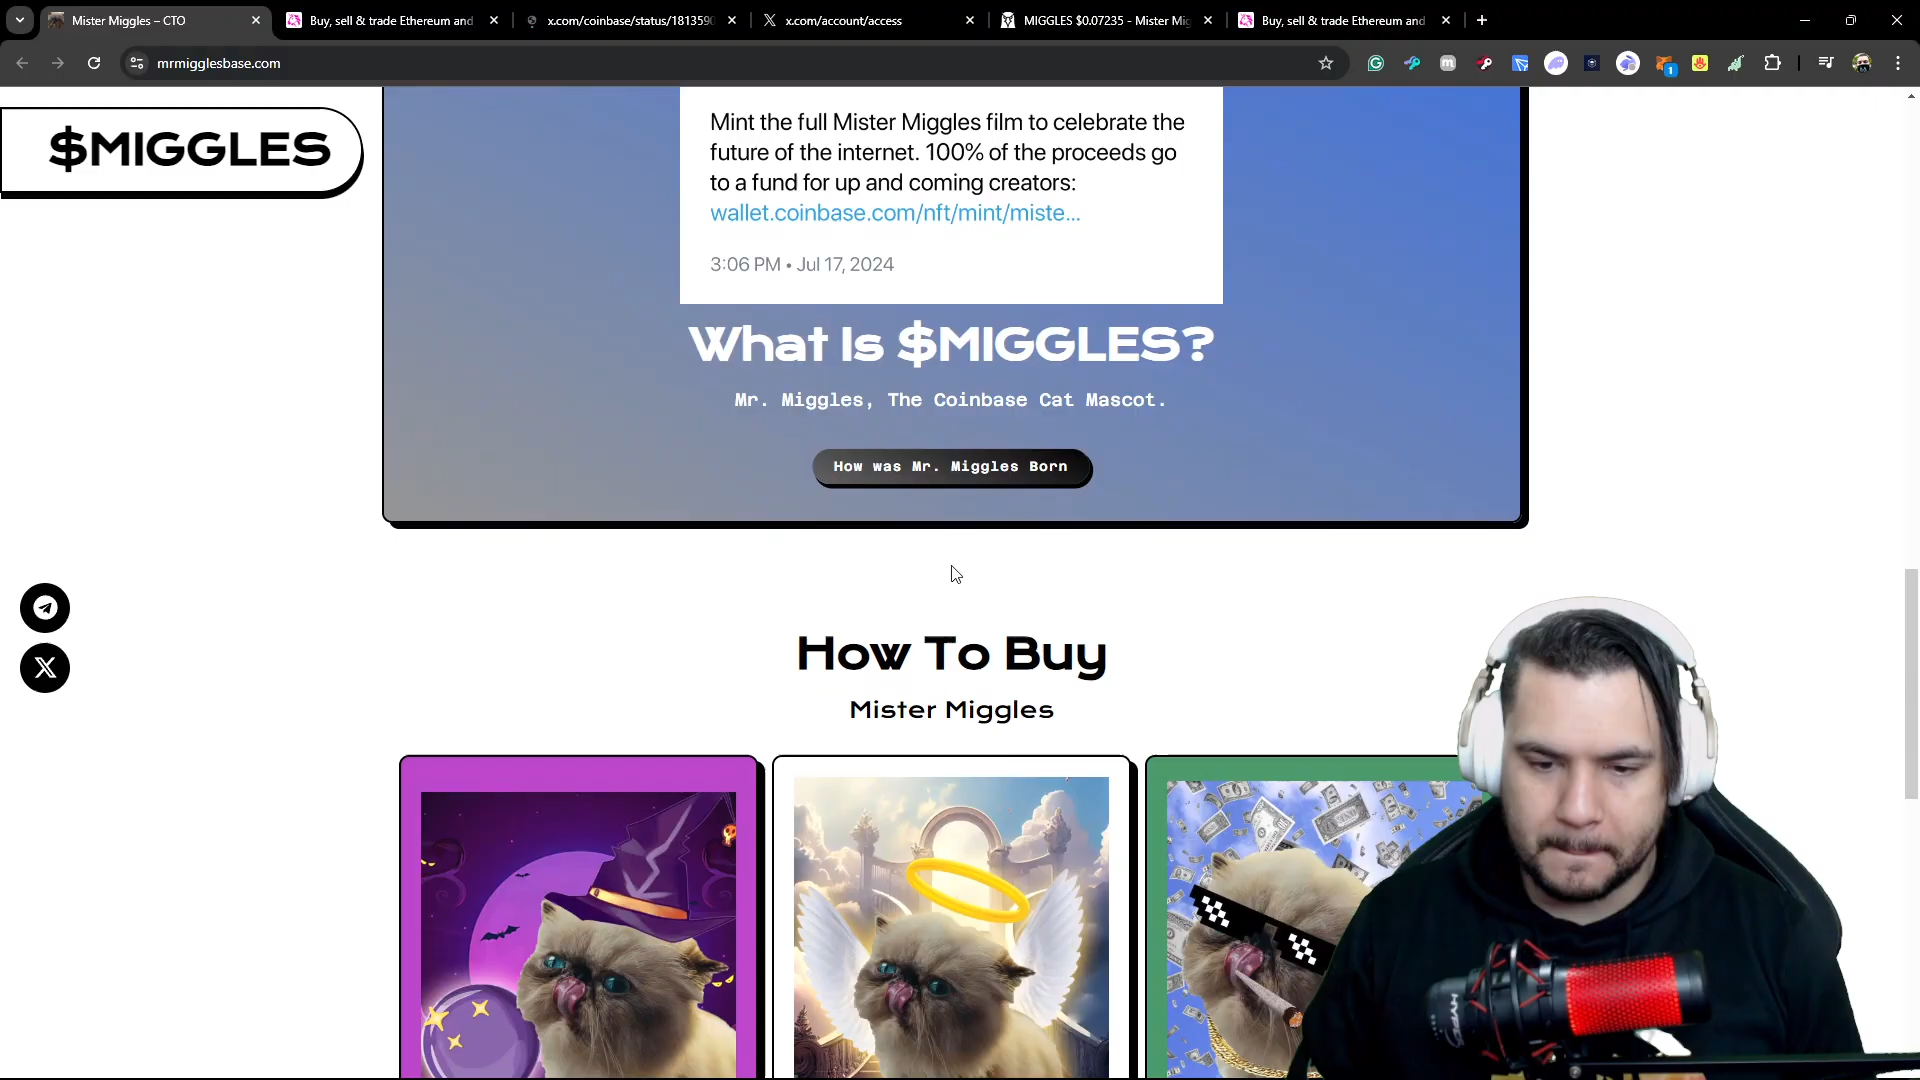 Mister Miggles – CTO
Buy, sell & trade Ethereum and
x.com/coinbase/status/1813590
x.com/account/access
MIGGLES $0.07235 - Mister Mig
Buy, sell & trade Ethereum and
mrmigglesbase.com
1
$MIGGLES
Mint the full Mister Miggles film to celebrate the
future of the internet. 100% of the proceeds go
to a fund for up and coming creators:
wallet.coinbase.com/nft/mint/miste...
3:06 PM • Jul 17, 2024
What Is $MIGGLES?
Mr. Miggles, The Coinbase Cat Mascot.
How was Mr. Miggles Born
How To Buy
Mister Miggles
HYPERX